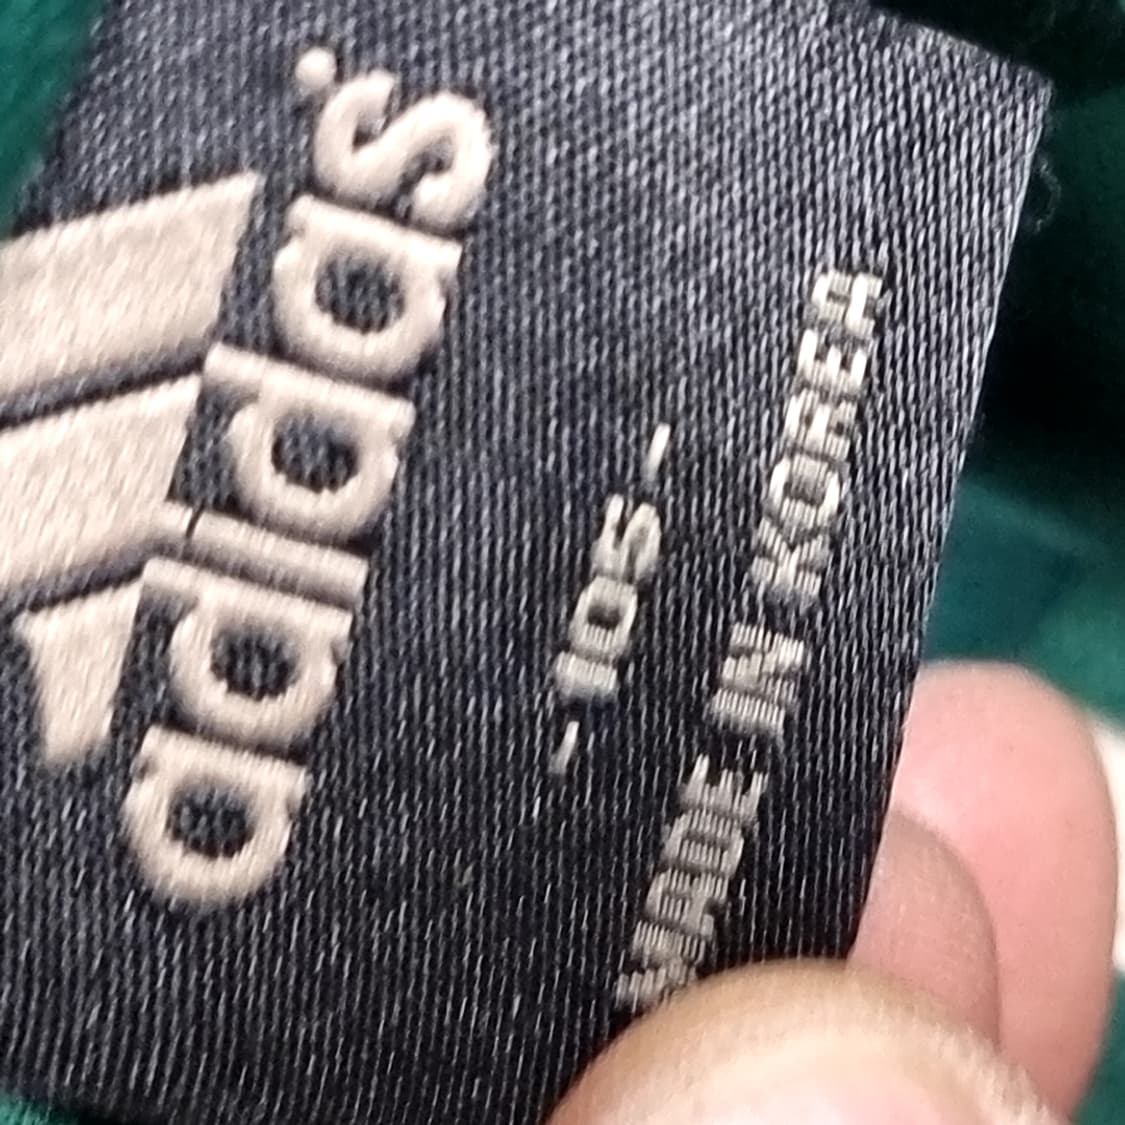 adidas
- 105 -
MADE IN KOREA